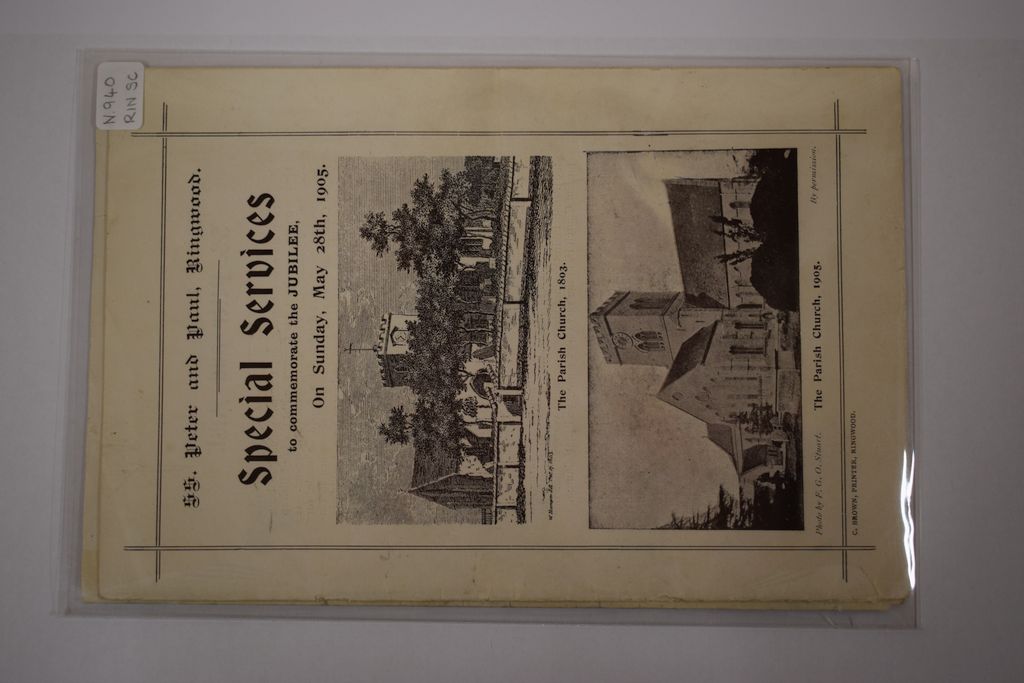 N.940
RIN SC
SS. Peter and Paul, Ringwood.
Special Services
to commemorate the JUBILEE,
On Sunday, May 28th, 1905.
The Parish Church, 1803.
Photo by F. G. O. Stuart.
By permission.
The Parish Church, 1905.
C. BROWN, PRINTER, RINGWOOD.